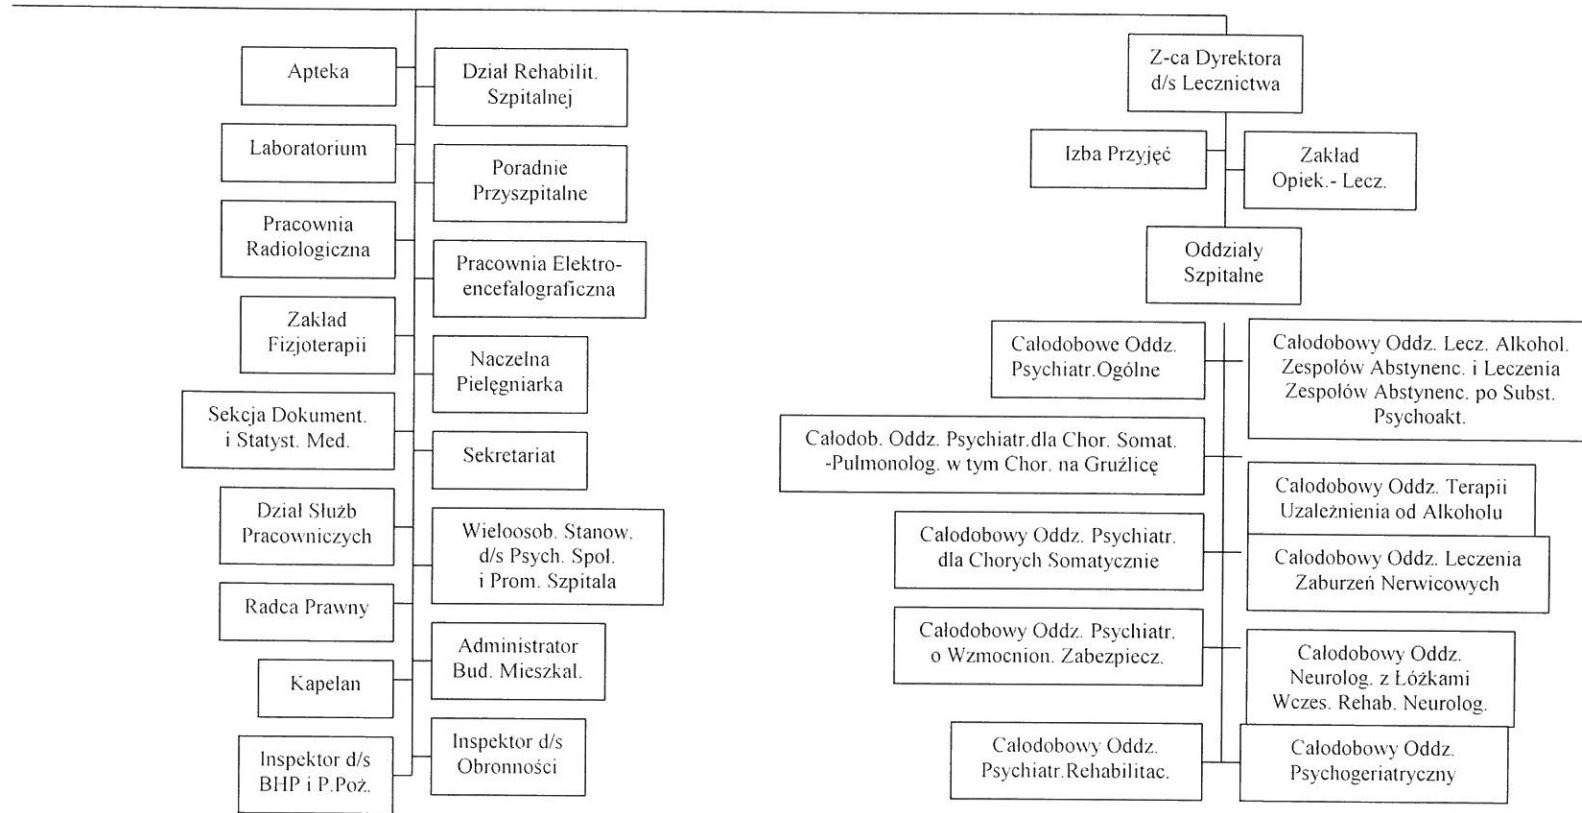 Apteka
Dział Rehabilit.
Szpitalnej
Laboratorium
Poradnie
Przyszpitalne
Pracownia
Radiologiczna
Pracownia Elektro-
encefalograficzna
Zakład
Fizjoterapii
Naczelna
Pielęgniarka
Sekcja Dokument.
i Statyst. Med.
Sekretariat
Dział Służb
Pracowniczych
Wieloosob. Stanow.
d/s Psych. Społ.
i Prom. Szpitala
Radca Prawny
Administrator
Bud. Mieszkal.
Kapelan
Inspektor d/s
Obronności
Inspektor d/s
BHP i P.Poż.
Z-ca Dyrektora
d/s Lecznictwa
Izba Przyjęć
Zakład
Opiek.- Lecz.
Oddziały
Szpitalne
Całodobowe Oddz.
Psychiatr.Ogólne
Całodobowy Oddz. Lecz. Alkohol.
Zespołów Abstynenc. i Leczenia
Zespołów Abstynenc. po Subst.
Psychoakt.
Całodob. Oddz. Psychiatr.dla Chor. Somat.
-Pulmonolog. w tym Chor. na Gruźlicę
Całodobowy Oddz. Terapii
Uzależnienia od Alkoholu
Całodobowy Oddz. Psychiatr.
dla Chorych Somatycznie
Całodobowy Oddz. Leczenia
Zaburzeń Nerwicowych
Całodobowy Oddz. Psychiatr.
o Wzmocnion. Zabezpiecz.
Całodobowy Oddz.
Neurolog. z Łóżkami
Wczes. Rehab. Neurolog.
Całodobowy Oddz.
Psychiatr.Rehabilitac.
Całodobowy Oddz.
Psychogeriatryczny